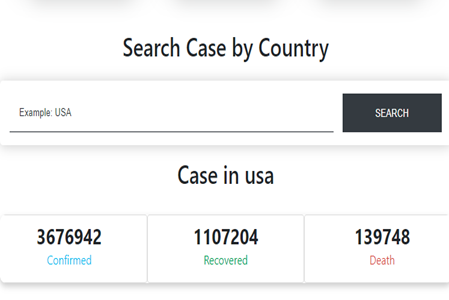 Search Case by Country
Example: USA
SEARCH
Case in usa
3676942 1107204 139748
Confirmed Recovered Death